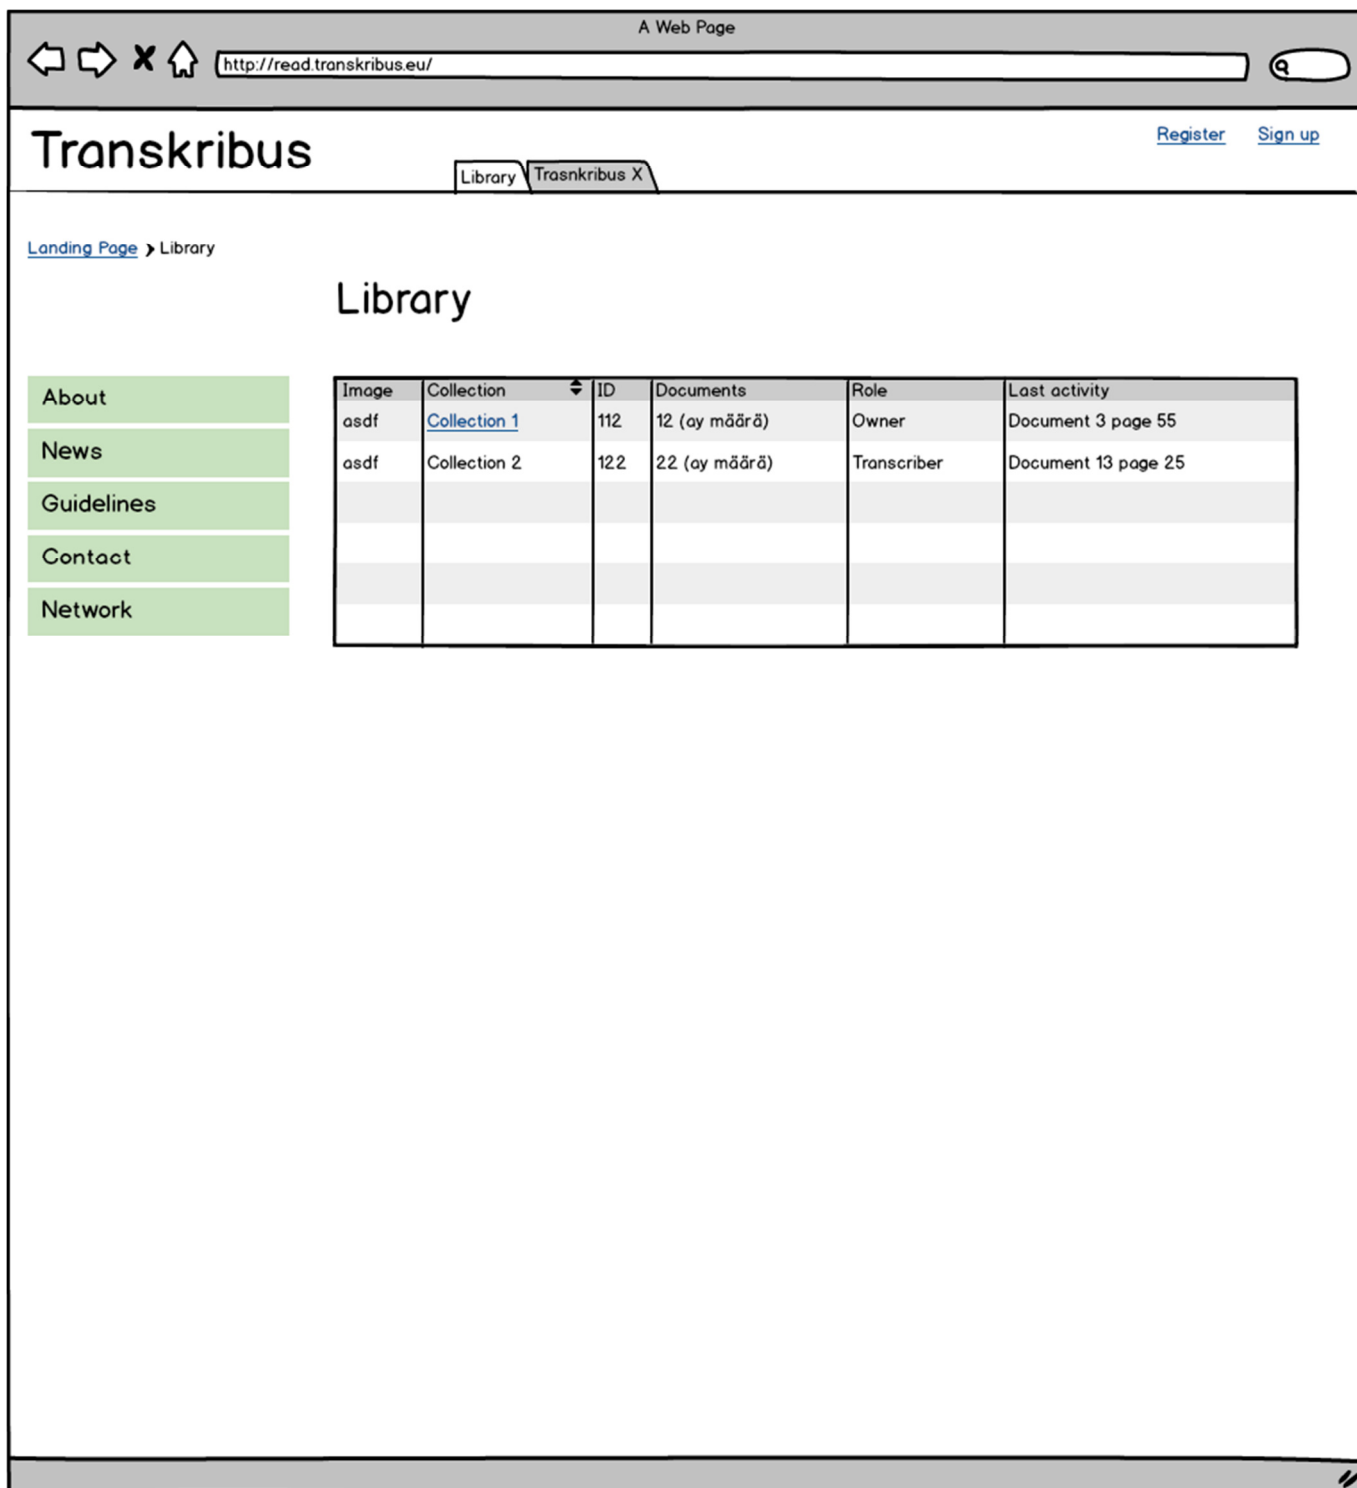 A Web Page
http://read.transkribus.eu/
Transkribus
Register Sign up
Library Trasnkribus X
Landing Page Library
Library
About
News
Guidelines
Contact
Network
Image Collection ID Documents Role Last activity
asdf Collection 1 112 12 (ay määrä) Owner Document 3 page 55
asdf Collection 2 122 22 (ay määrä) Transcriber Document 13 page 25